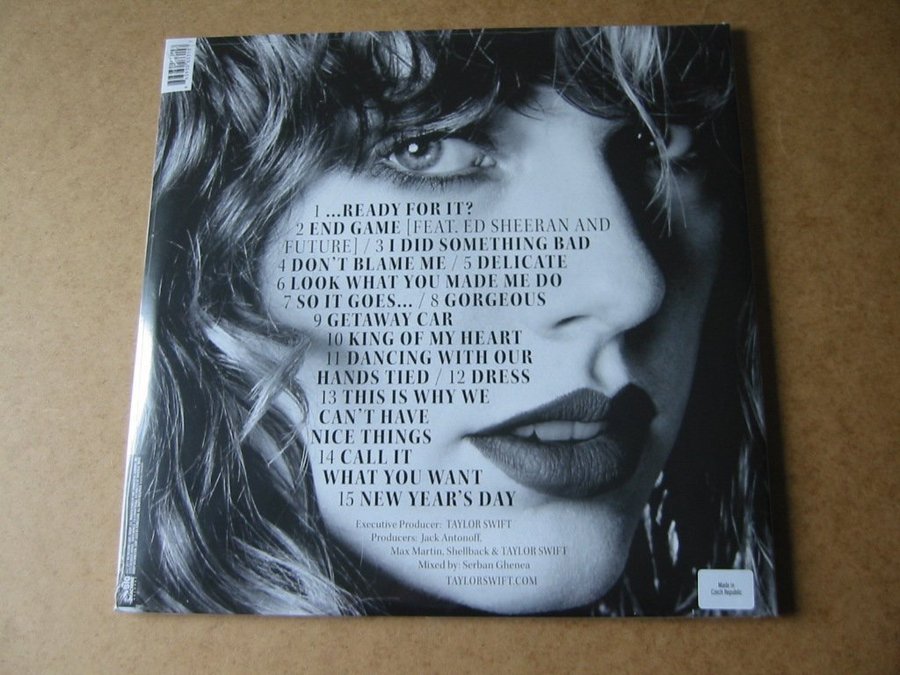 1 ...READY FOR IT?
2 END GAME [FEAT. ED SHEERAN AND
FUTURE] / 3 I DID SOMETHING BAD
4 DON'T BLAME ME / 5 DELICATE
6 LOOK WHAT YOU MADE ME DO
7 SO IT GOES... / 8 GORGEOUS
9 GETAWAY CAR
10 KING OF MY HEART
11 DANCING WITH OUR
HANDS TIED / 12 DRESS
13 THIS IS WHY WE
CAN'T HAVE
NICE THINGS
14 CALL IT
WHAT YOU WANT
15 NEW YEAR'S DAY
Executive Producer: TAYLOR SWIFT
Producers: Jack Antonoff,
Max Martin, Shellback & TAYLOR SWIFT
Mixed by: Serban Ghenea
TAYLORSWIFT.COM
Made in
Czech Republic